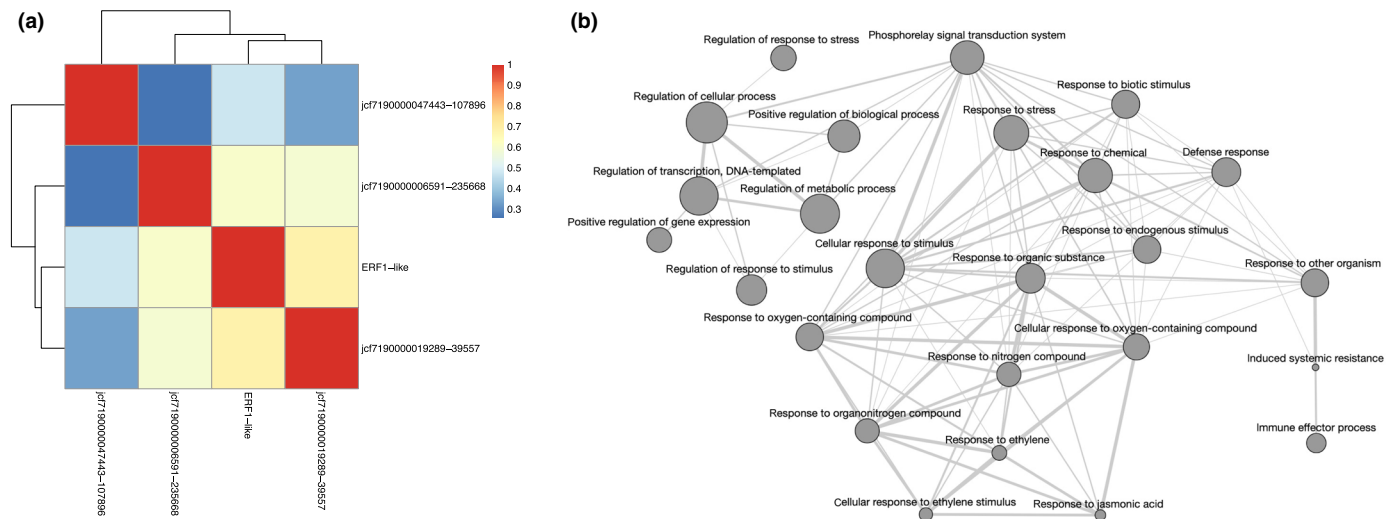 (a)
1
0.9
0.8
0.7
0.6
0.5
0.4
0.3
jcf7190000047443–107896
jcf7190000006591–235668
ERF1–like
jcf7190000019289–39557
jcf7190000047443–107896
jcf7190000006591–235668
ERF1–like
jcf7190000019289–39557
(b)
Regulation of response to stress
Phosphorelay signal transduction system
Response to biotic stimulus
Regulation of cellular process
Positive regulation of biological process
Response to stress
Response to chemical
Defense response
Regulation of transcription, DNA-templated
Regulation of metabolic process
Positive regulation of gene expression
Response to endogenous stimulus
Cellular response to stimulus
Response to organic substance
Response to other organism
Regulation of response to stimulus
Response to oxygen-containing compound
Cellular response to oxygen-containing compound
Response to nitrogen compound
Induced systemic resistance
Response to organonitrogen compound
Response to ethylene
Immune effector process
Cellular response to ethylene stimulus
Response to jasmonic acid